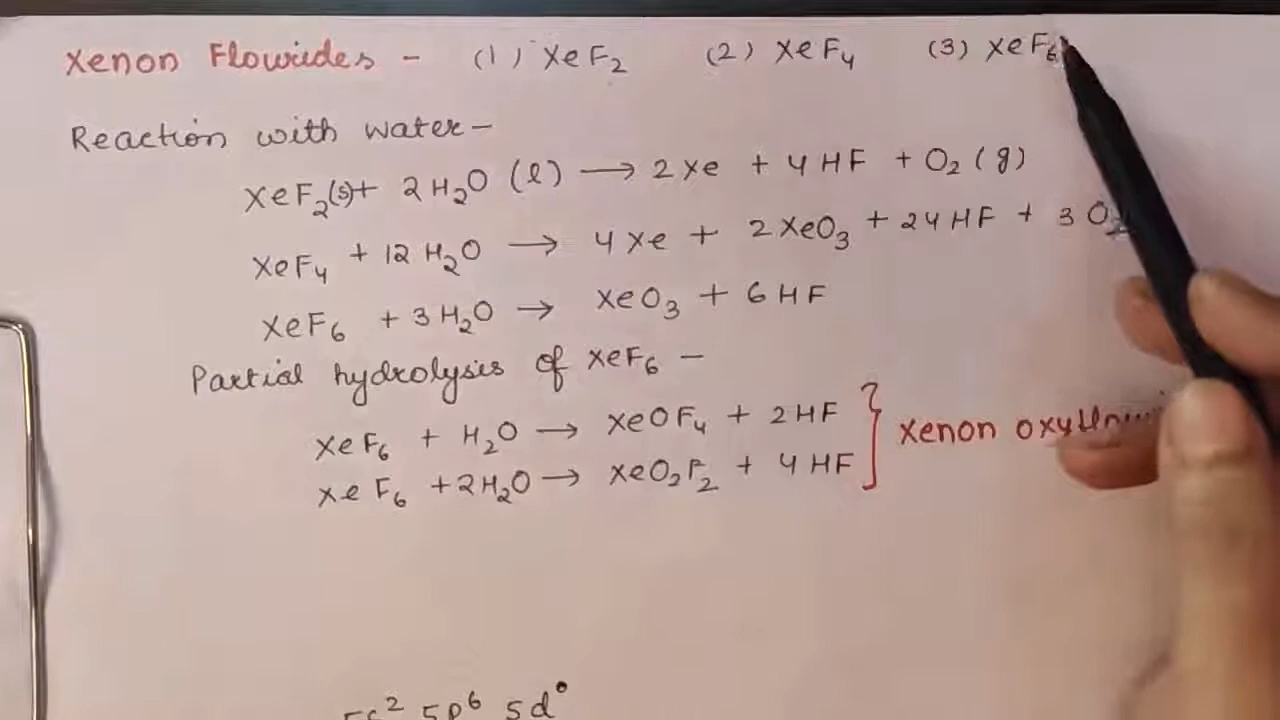 Xenon Flourides - (1) XeF₂ (2) XeF₄ (3) XeF₆
Reaction with water-
XeF₂(s)+ 2H₂O (l) → 2Xe + 4HF + O₂(g)
XeF₄ + 12H₂O → 4Xe + 2XeO₃ + 24HF + 3O₂
XeF₆ + 3H₂O → XeO₃ + 6HF
Partial hydrolysis of XeF₆ -
XeF₆ + H₂O → XeOF₄ + 2HF
Xenon
XeF₆ +2H₂O → XeO₂F₂ + 4HF
5s² 5p⁶ 5d⁰